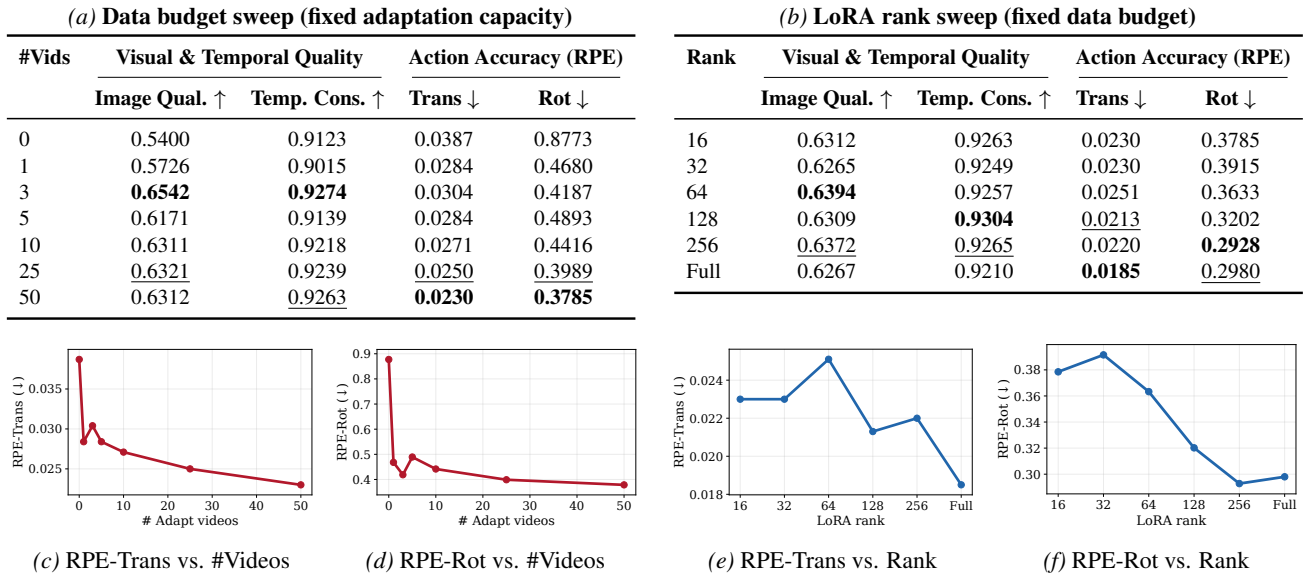 (a) Data budget sweep (fixed adaptation capacity)
#Vids Visual & Temporal Quality Action Accuracy (RPE)
Image Qual. ↑ Temp. Cons. ↑ Trans ↓ Rot ↓
0 0.5400 0.9123 0.0387 0.8773
1 0.5726 0.9015 0.0284 0.4680
3 0.6542 0.9274 0.0304 0.4187
5 0.6171 0.9139 0.0284 0.4893
10 0.6311 0.9218 0.0271 0.4416
25 0.6321 0.9239 0.0250 0.3989
50 0.6312 0.9263 0.0230 0.3785
(b) LoRA rank sweep (fixed data budget)
Rank Visual & Temporal Quality Action Accuracy (RPE)
Image Qual. ↑ Temp. Cons. ↑ Trans ↓ Rot ↓
16 0.6312 0.9263 0.0230 0.3785
32 0.6265 0.9249 0.0230 0.3915
64 0.6394 0.9257 0.0251 0.3633
128 0.6309 0.9304 0.0213 0.3202
256 0.6372 0.9265 0.0220 0.2928
Full 0.6267 0.9210 0.0185 0.2980
RPE-Trans (↓)
0.035
0.030
0.025
0 10 20 30 40 50
# Adapt videos
(c) RPE-Trans vs. #Videos
RPE-Rot (↓)
0.9
0.8
0.7
0.6
0.5
0.4
0 10 20 30 40 50
# Adapt videos
(d) RPE-Rot vs. #Videos
RPE-Trans (↓)
0.024
0.022
0.020
0.018
16 32 64 128 256 Full
LoRA rank
(e) RPE-Trans vs. Rank
RPE-Rot (↓)
0.38
0.36
0.34
0.32
0.30
16 32 64 128 256 Full
LoRA rank
(f) RPE-Rot vs. Rank